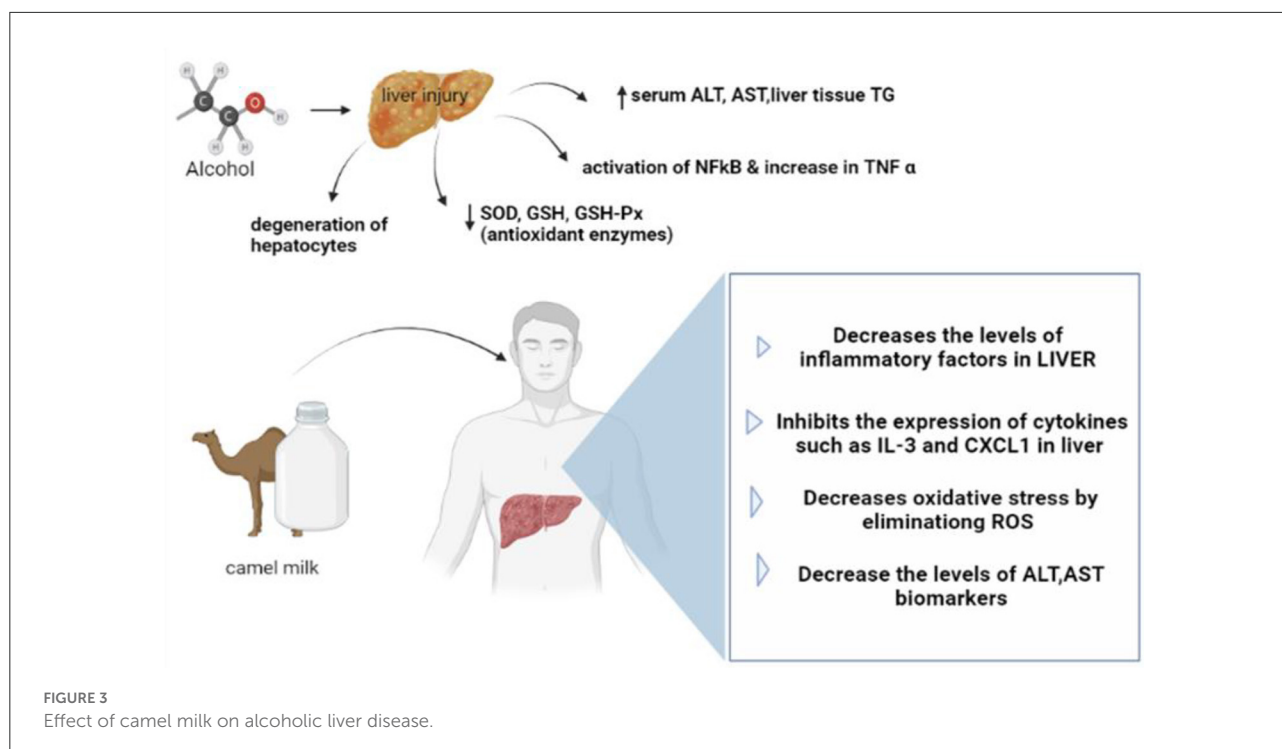 H
H
C
O
C
H
H
H
Alcohol
liver injury
↑ serum ALT, AST,liver tissue TG
activation of NFkB & increase in TNF α
↓ SOD, GSH, GSH-Px
(antioxidant enzymes)
degeneration of
hepatocytes
camel milk
Decreases the levels of
inflammatory factors in LIVER
Inhibits the expression of cytokines
such as IL-3 and CXCL1 in liver
Decreases oxidative stress by
eliminationg ROS
Decrease the levels of ALT,AST
biomarkers
FIGURE 3
Effect of camel milk on alcoholic liver disease.